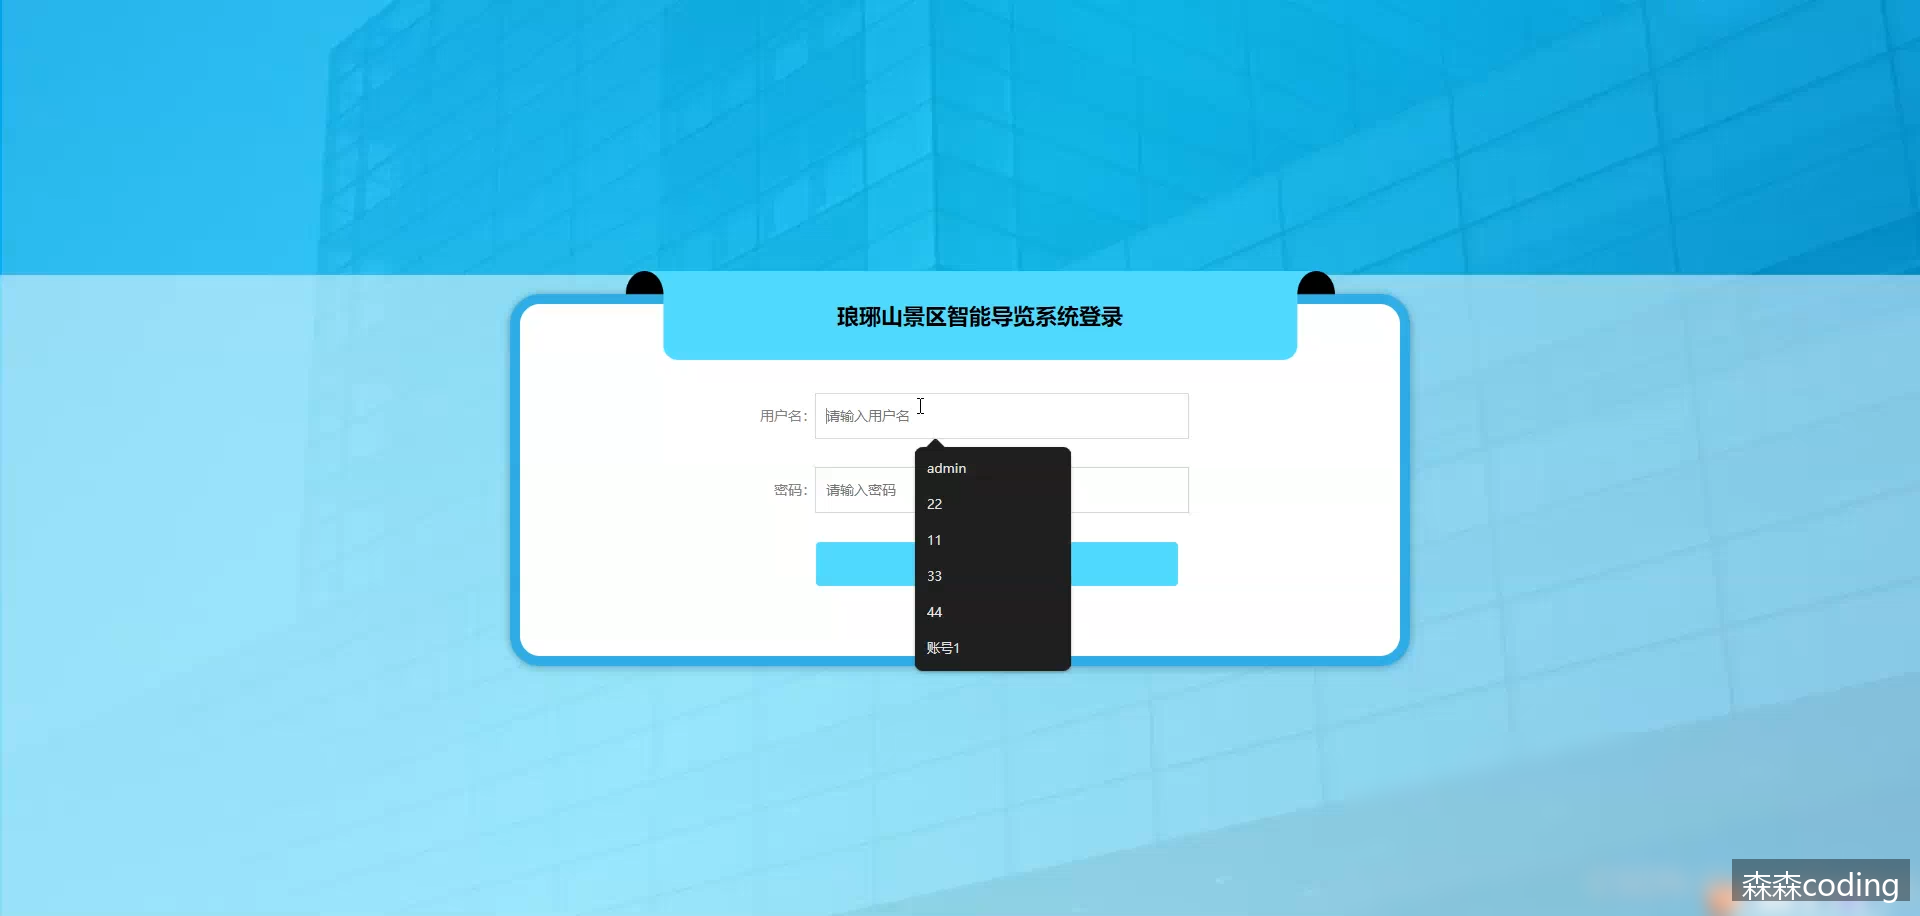 琅琊山景区智能导览系统登录
用户名：
请输入用户名
密码：
请输入密码
admin
22
11
33
44
账号1
森森coding